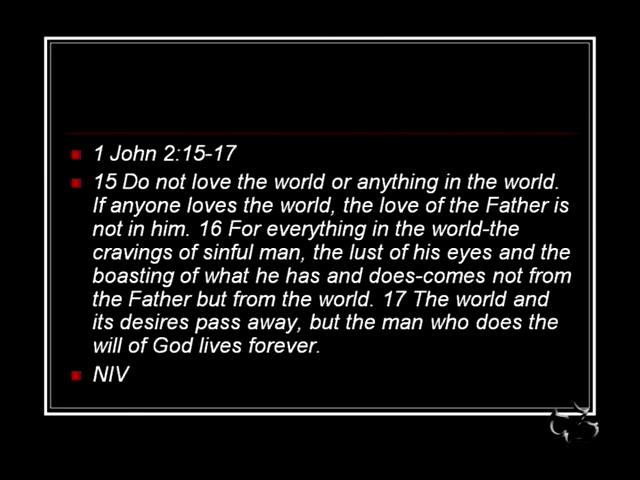 1 John 2:15-17
15 Do not love the world or anything in the world.
If anyone loves the world, the love of the Father is
not in him. 16 For everything in the world-the
cravings of sinful man, the lust of his eyes and the
boasting of what he has and does-comes not from
the Father but from the world. 17 The world and
its desires pass away, but the man who does the
will of God lives forever.
NIV